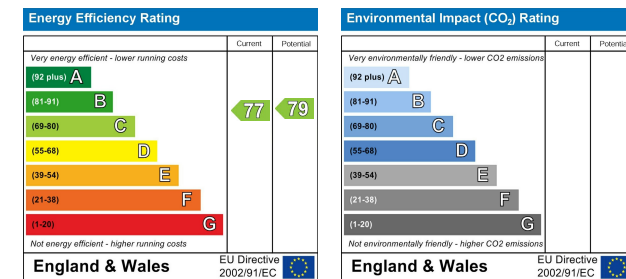 Energy Efficiency Rating
Current Potential
Very energy efficient - lower running costs
(92 plus) A
(81-91) B
(69-80) C
(55-68) D
(39-54) E
(21-38) F
(1-20) G
77 79
Not energy efficient - higher running costs
England & Wales
EU Directive
2002/91/EC
Environmental Impact (CO2) Rating
Current Potential
Very environmentally friendly - lower CO2 emissions
(92 plus) A
(81-91) B
(69-80) C
(55-68) D
(39-54) E
(21-38) F
(1-20) G
Not environmentally friendly - higher CO2 emissions
England & Wales
EU Directive
2002/91/EC